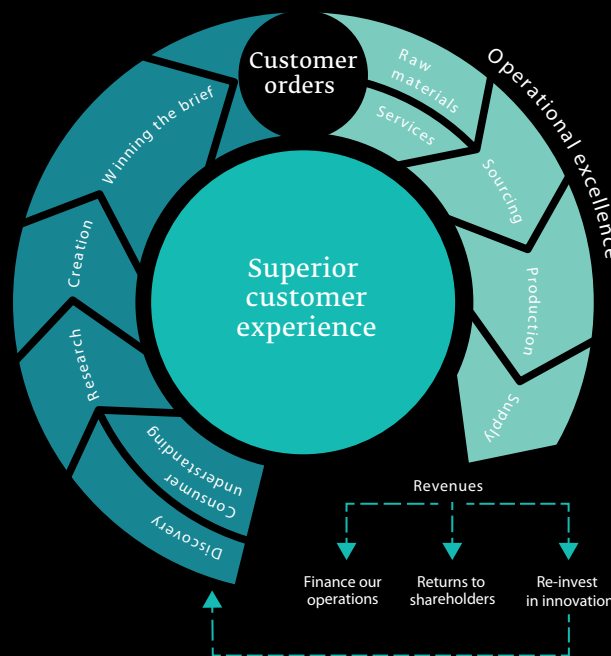 Customer
orders
Raw
materials
Services
Sourcing
Production
Supply
Operational excellence
Winning the brief
Creation
Research
Consumer
understanding
Discovery
Superior
customer
experience
Revenues
Finance our
operations
Returns to
shareholders
Re-invest
in innovation